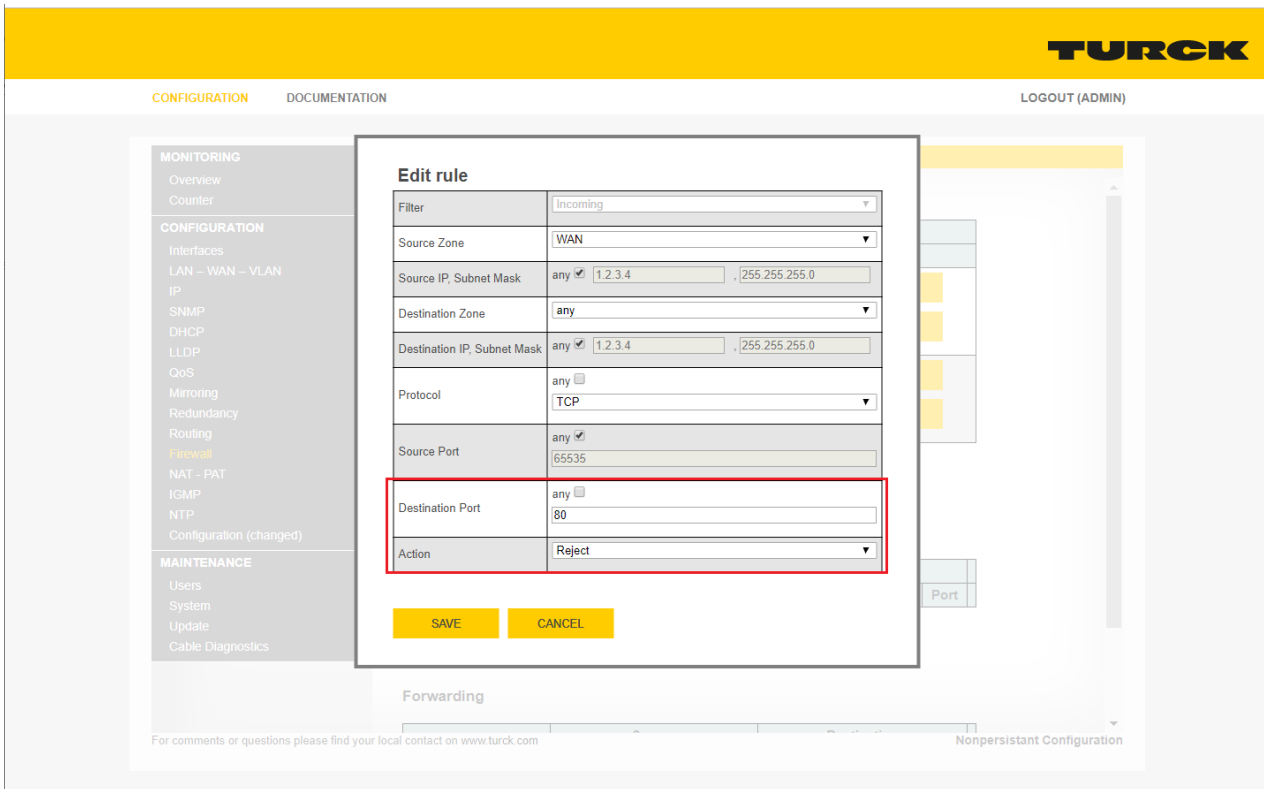 TURCK
CONFIGURATION DOCUMENTATION LOGOUT (ADMIN)
MONITORING
Overview
Counter
CONFIGURATION
Interfaces
LAN – WAN – VLAN
IP
SNMP
DHCP
LLDP
QoS
Mirroring
Redundancy
Routing
Firewall
NAT - PAT
IGMP
NTP
Configuration (changed)
MAINTENANCE
Users
System
Update
Cable Diagnostics
Edit rule
Filter Incoming
Source Zone WAN
Source IP, Subnet Mask any 1.2.3.4 , 255.255.255.0
Destination Zone any
Destination IP, Subnet Mask any 1.2.3.4 , 255.255.255.0
Protocol any
TCP
Source Port any
65535
Destination Port any
80
Action Reject
SAVE CANCEL
Port
Forwarding
For comments or questions please find your local contact on www.turck.com
Nonpersistant Configuration